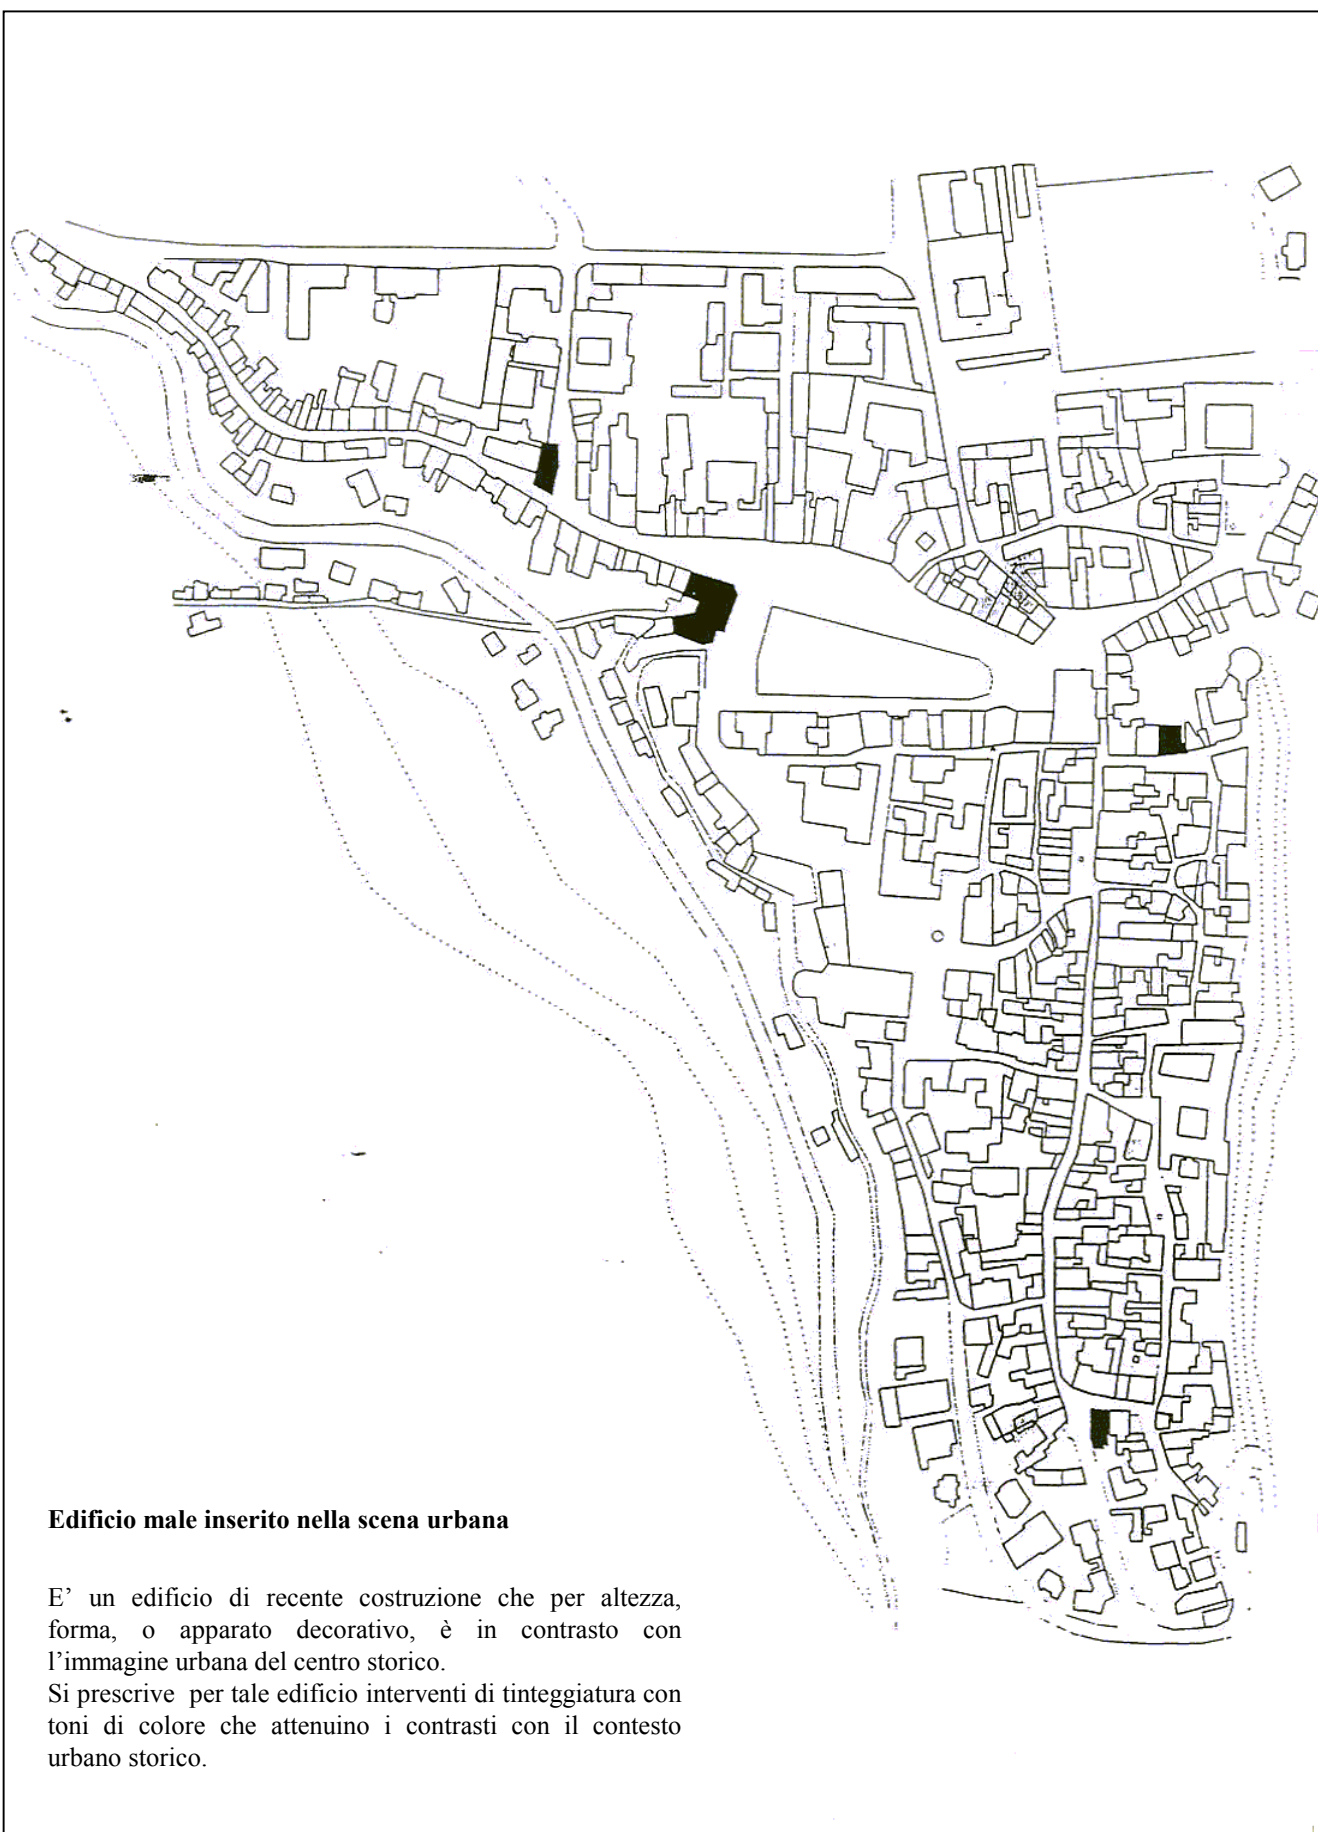 Edificio male inserito nella scena urbana
E’ un edificio di recente costruzione che per altezza,
forma, o apparato decorativo, è in contrasto con
l’immagine urbana del centro storico.
Si prescrive per tale edificio interventi di tinteggiatura con
toni di colore che attenuino i contrasti con il contesto
urbano storico.